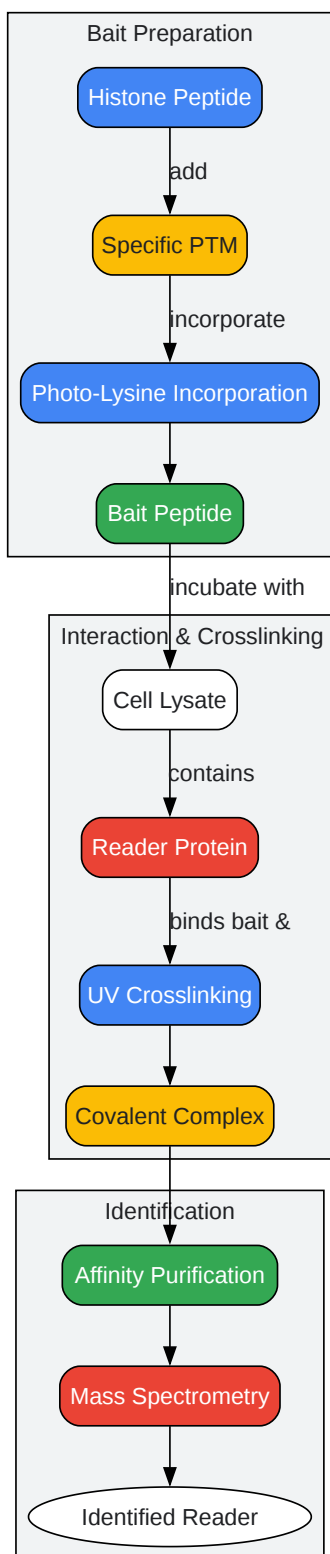 Bait Preparation
Histone Peptide
add
Specific PTM
incorporate
Photo-Lysine Incorporation
Bait Peptide
incubate with
Interaction & Crosslinking
Cell Lysate
contains
Reader Protein
binds bait &
UV Crosslinking
Covalent Complex
Identification
Affinity Purification
Mass Spectrometry
Identified Reader